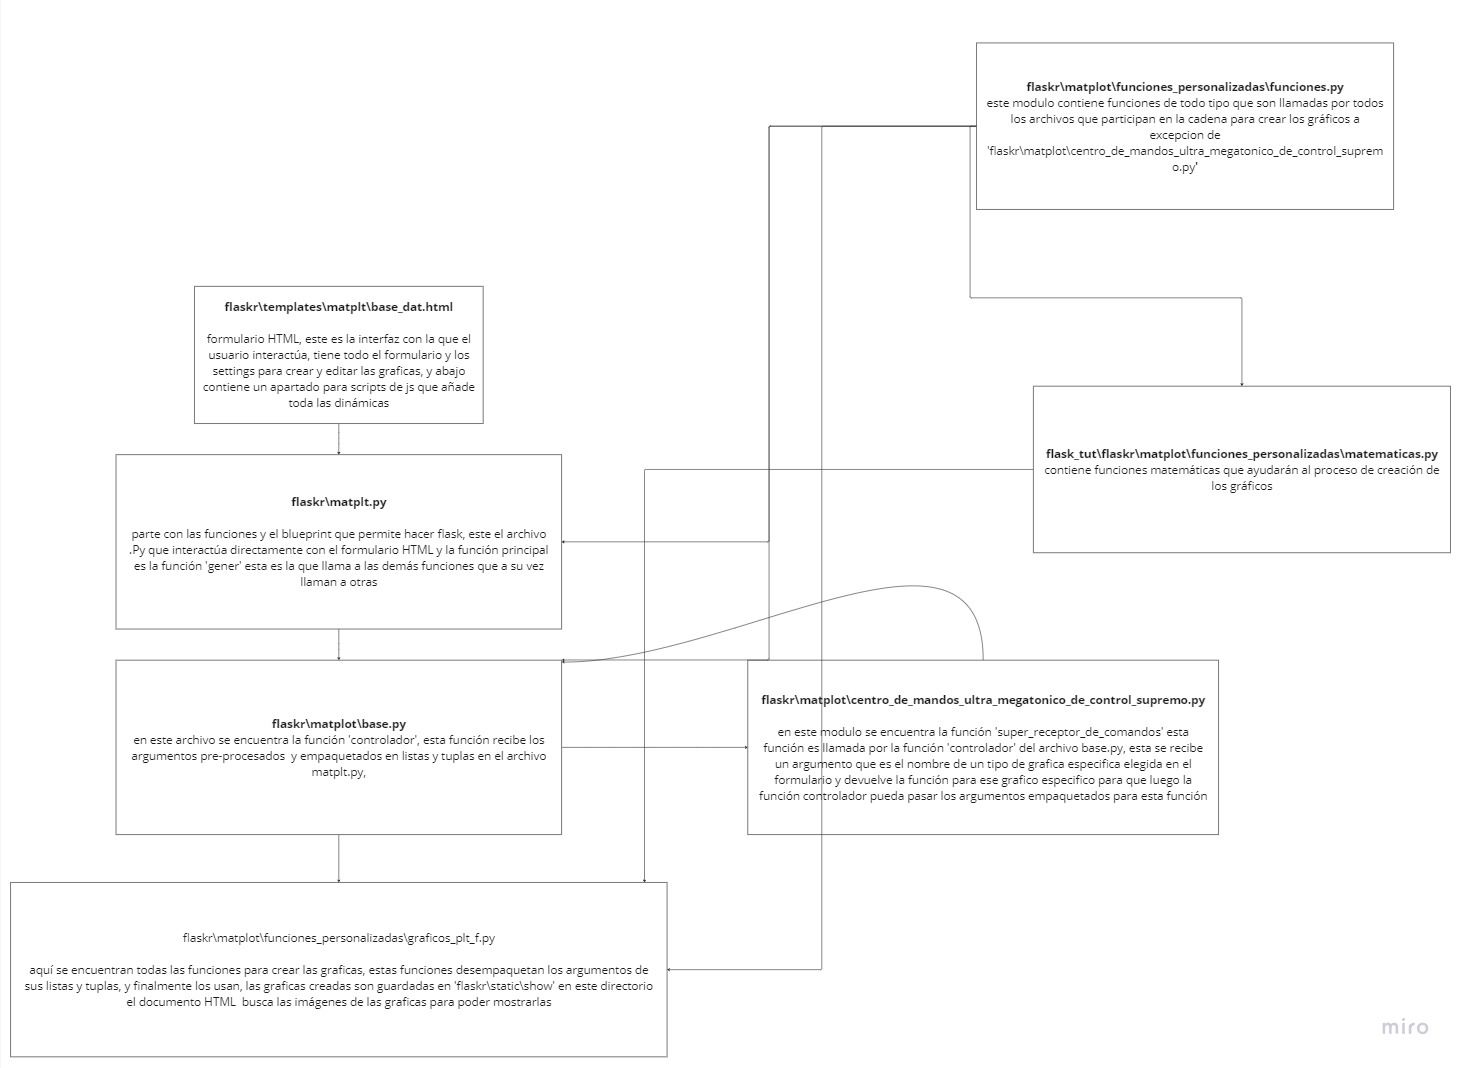 flaskr\matplot\funciones_personalizadas\funciones.py
este modulo contiene funciones de todo tipo que son llamadas por todos
los archivos que participan en la cadena para crear los gráficos a
excepcion de
'flaskr\matplot\centro_de_mandos_ultra_megatonico_de_control_suprem
o.py'
flaskr\templates\matplt\base_dat.html
formulario HTML, este es la interfaz con la que el
usuario interactúa, tiene todo el formulario y los
settings para crear y editar las graficas, y abajo
contiene un apartado para scripts de js que añade
toda las dinámicas
flaskr\matplt.py
parte con las funciones y el blueprint que permite hacer flask, este el archivo
.Py que interactúa directamente con el formulario HTML y la función principal
es la función 'gener' esta es la que llama a las demás funciones que a su vez
llaman a otras
flask_tut\flaskr\matplot\funciones_personalizadas\matematicas.py
contiene funciones matemáticas que ayudarán al proceso de creación de
los gráficos
flaskr\matplot\base.py
en este archivo se encuentra la función 'controlador', esta función recibe los
argumentos pre-procesados y empaquetados en listas y tuplas en el archivo
matplt.py,
flaskr\matplot\centro_de_mandos_ultra_megatonico_de_control_supremo.py
en este modulo se encuentra la función 'super_receptor_de_comandos' esta
función es llamada por la función 'controlador' del archivo base.py, esta se recibe
un argumento que es el nombre de un tipo de grafica especifica elegida en el
formulario y devuelve la función para ese grafico especifico para que luego la
función controlador pueda pasar los argumentos empaquetados para esta función
flaskr\matplot\funciones_personalizadas\graficos_plt_f.py
aquí se encuentran todas las funciones para crear las graficas, estas funciones desempaquetan los argumentos de
sus listas y tuplas, y finalmente los usan, las graficas creadas son guardadas en 'flaskr\static\show' en este directorio
el documento HTML busca las imágenes de las graficas para poder mostrarlas
miro